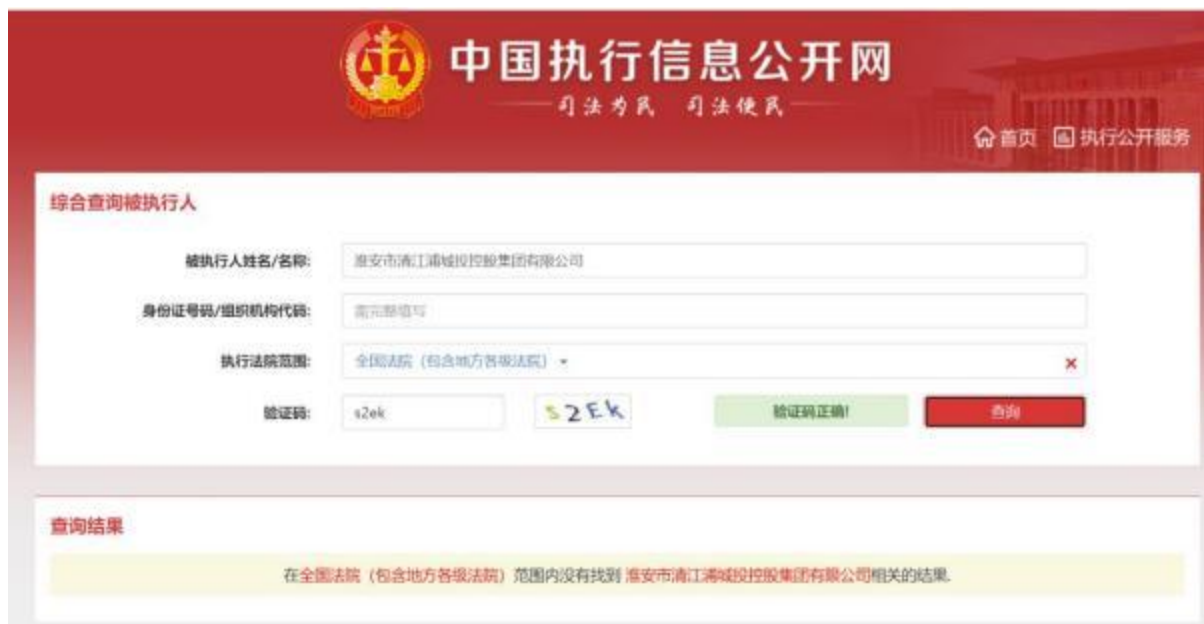 中国执行信息公开网
司法为民 司法便民
首页 执行公开服务
综合查询被执行人
被执行人姓名/名称: 淮安市清江浦城投控股集团有限公司
身份证号码/组织机构代码: 需完整填写
执行法院范围: 全国法院（包含地方各级法院）
验证码: s2ek S2Ek 验证码正确! 查询
查询结果
在全国法院（包含地方各级法院）范围内没有找到 淮安市清江浦城投控股集团有限公司相关的结果.